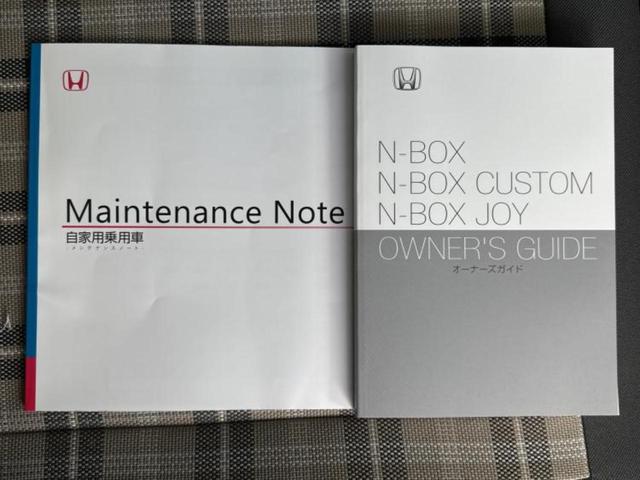 Maintenance Note
自家用乗用車
-メンテナンスノート-
N-BOX
N-BOX CUSTOM
N-BOX JOY
OWNER'S GUIDE
オーナーズガイド